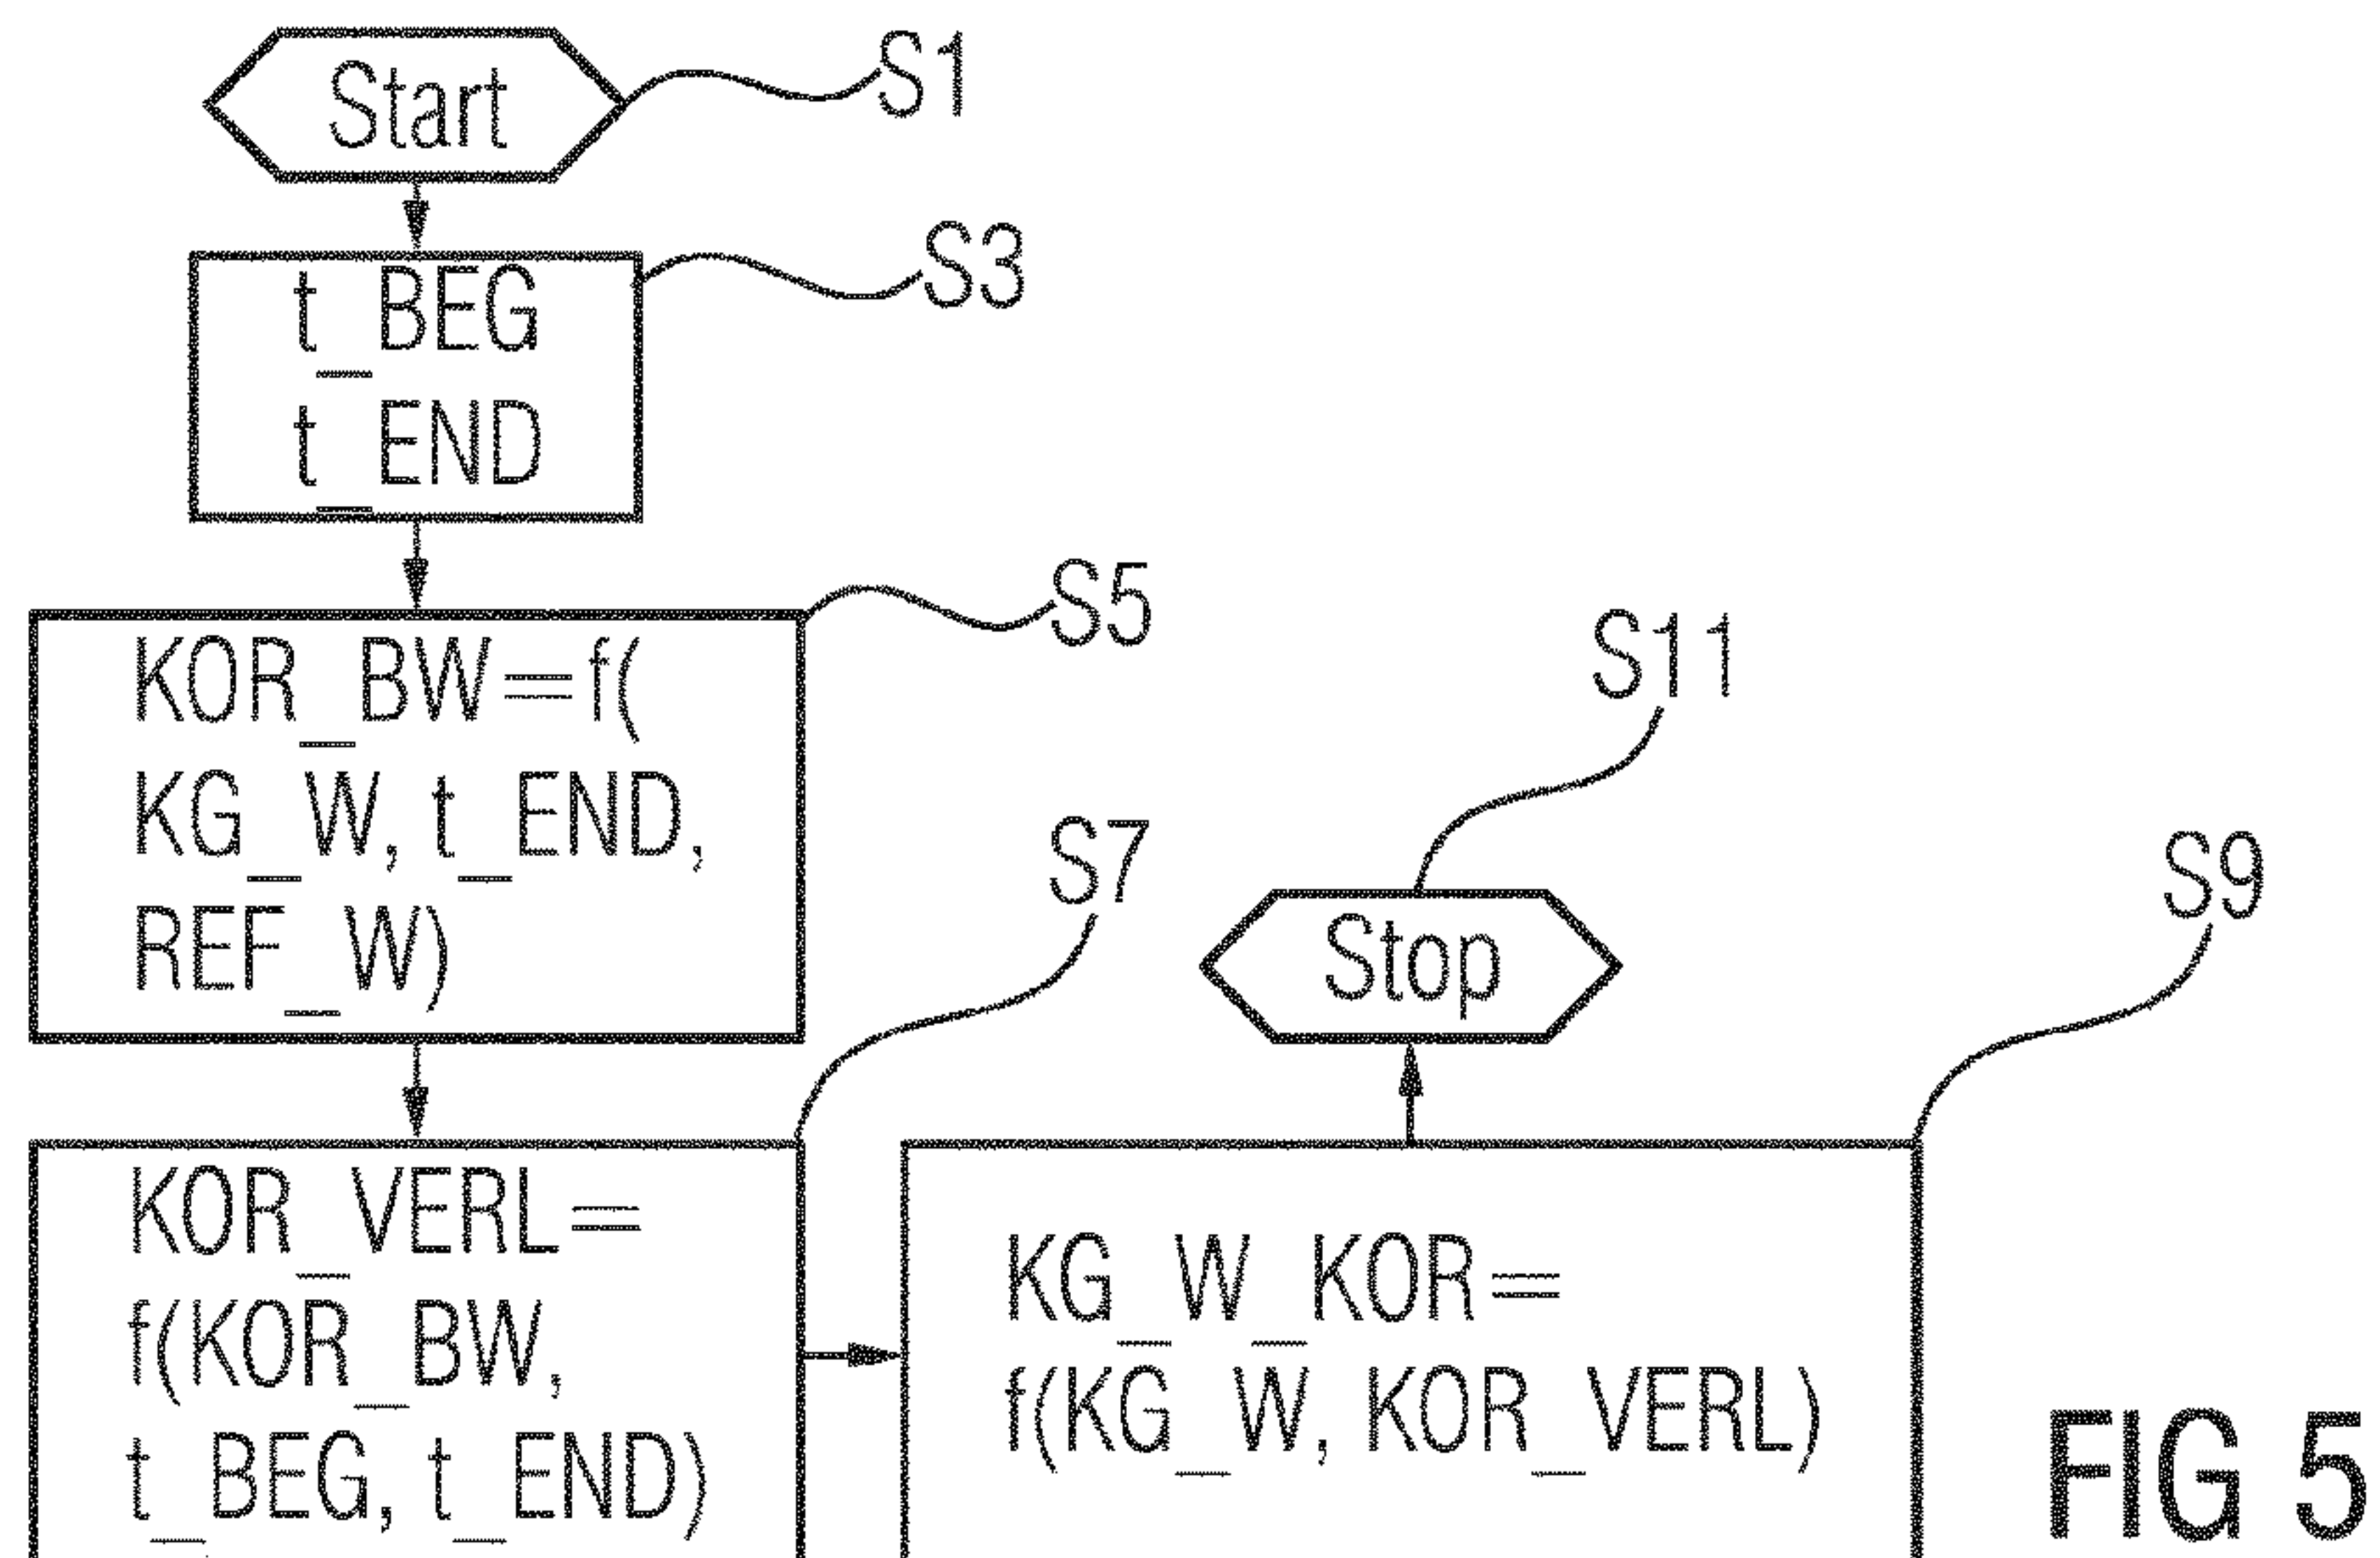 Start
S1
t_BEG
t_END
S3
KOR_BW=f(
KG_W, t_END,
REF_W)
S5
KOR_VERL=
f(KOR_BW,
t_BEG, t_END)
S7
KG_W_KOR=
f(KG_W, KOR_VERL)
S9
Stop
S11
FIG 5